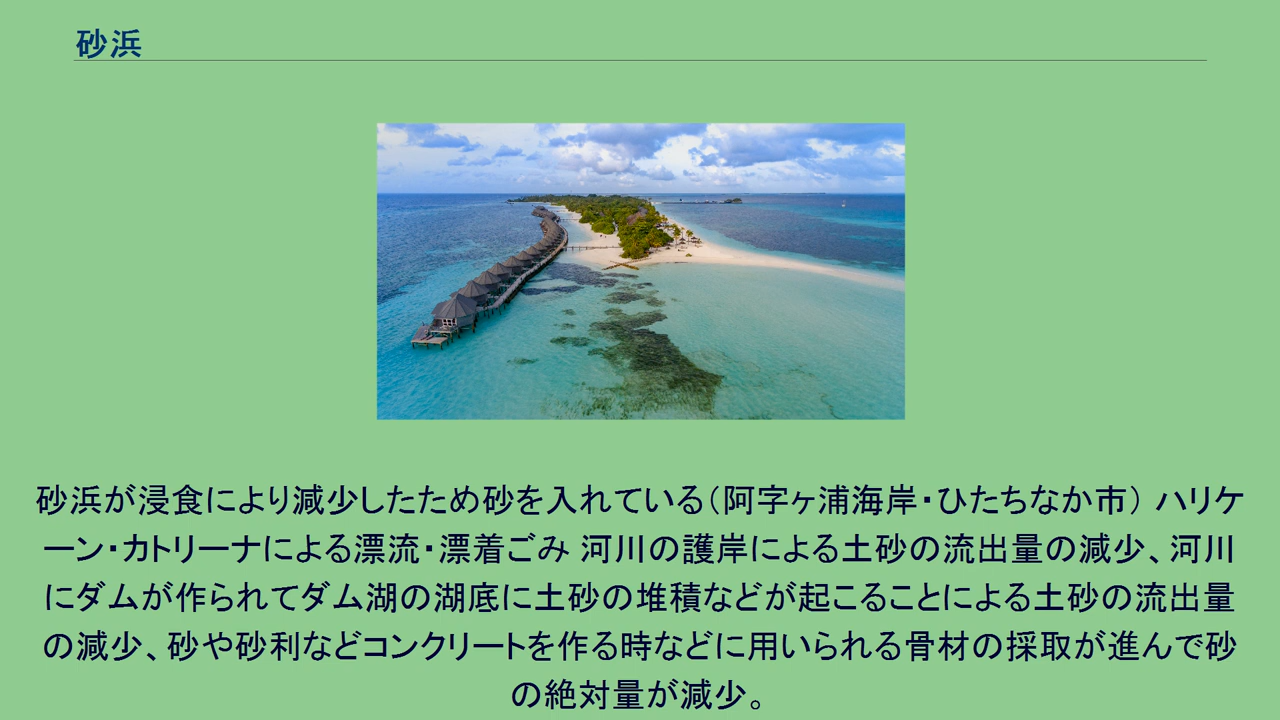 砂浜
砂浜が浸食により減少したため砂を入れている（阿字ヶ浦海岸・ひたちなか市） ハリケ
ーン・カトリーナによる漂流・漂着ごみ 河川の護岸による土砂の流出量の減少、河川
にダムが作られてダム湖の湖底に土砂の堆積などが起こることによる土砂の流出量
の減少、砂や砂利などコンクリートを作る時などに用いられる骨材の採取が進んで砂
の絶対量が減少。